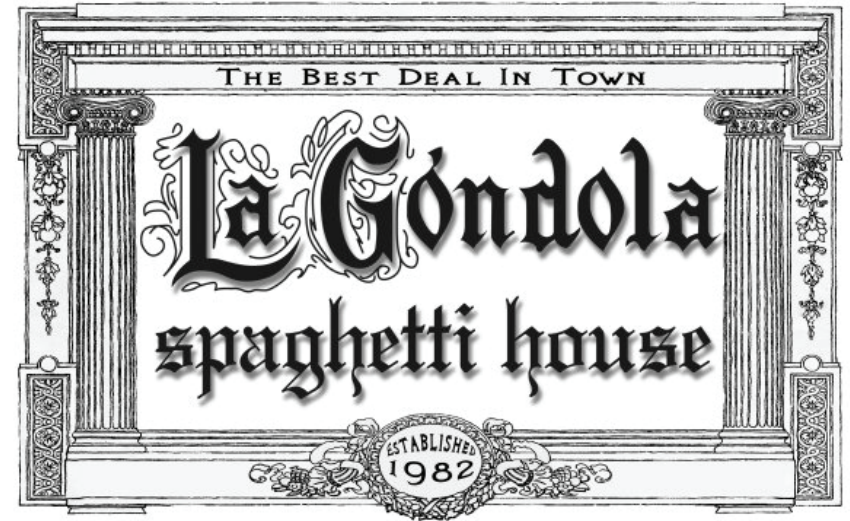 The Best Deal In Town
La Góndola
spaghetti house
ESTABLISHED
1982